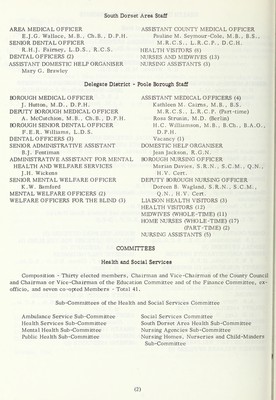 South Dorset Area Staff
AREA MEDICAL OFFICER
E.J.G. Wallace, M.B., Ch.B., D.P.H.
SENIOR DENTAL OFFICER
R.H.J. Fairney, L.D.S., R.C.S.
DENTAL OFFICERS (2)
ASSISTANT DOMESTIC HELP ORGANISER
Mary G. Brawley
ASSISTANT COUNTY MEDICAL OFFICER
Pauline M. Seymour-Cole, M.B., B.S.,
M.R.C.S., L.R.C.P., D.C.H.
HEALTH VISITORS (6)
NURSES AND MIDWIVES (13)
NURSING ASSISTANTS (3)
Delegate District - Poole Borough Staff
BOROUGH MEDICAL OFFICER
J. Hutton, M.D., D.P.H.
DEPUTY BOROUGH MEDICAL OFFICER
A. McCutchion, M.B., Ch.B., D.P.H.
BOROUGH SENIOR DENTAL OFFICER
P.E.R. Williams, L.D.S.
DENTAL OFFICERS (3)
SENIOR ADMINISTRATIVE ASSISTANT
B.J. Footman
ADMINISTRATIVE ASSISTANT FOR MENTAL
HEALTH AND WELFARE SERVICES
J.H. Wickens
SENIOR MENTAL WELFARE OFFICER
K.W. Bamford
MENTAL WELFARE OFFICERS (2)
WELFARE OFFICERS FOR THE BLIND (3)
ASSISTANT MEDICAL OFFICERS (4)
Kathleen M. Cairns, M.B., B.S.
M.R.C.S., L.R.C.P. (Part-time)
Rosa Straus, M.D. (Berlin)
H.C. Williamson, M.B., B.Ch., B.A.O.,
D.P.H.
Vacancy (1)
DOMESTIC HELP ORGANISER
Joan Jackson, R.G.N.
BOROUGH NURSING OFFICER
Marian Davies, S.R.N., S.C.M., Q.N.,
H.V. Cert.
DEPUTY BOROUGH NURSING OFFICER
Doreen B. Wagland, S.R.N., S.C.M.,
Q.N., H.V. Cert.
LIAISON HEALTH VISITORS (3)
HEALTH VISITORS (12)
MIDWIVES (WHOLE-TIME) (11)
HOME NURSES (WHOLE-TIME) (17)
(PART-TIME) (2)
NURSING ASSISTANTS (5)
COMMITTEES
Health and Social Services
Composition - Thirty elected members, Chairman and Vice-Chairman of the County Council
and Chairman or Vice-Chairman of the Education Committee and of the Finance Committee, ex-
officio, and seven co-opted Members - Total 41.
Sub-Committees of the Health and Social Services Committee
Ambulance Service Sub-Committee
Health Services Sub-Committee
Mental Health Sub-Committee
Public Health Sub-Committee
Social Services Committee
South Dorset Area Health Sub-Committee
Nursing Agencies Sub-Committee
Nursing Homes, Nurseries and Child-Minders
Sub-Committee
(2)